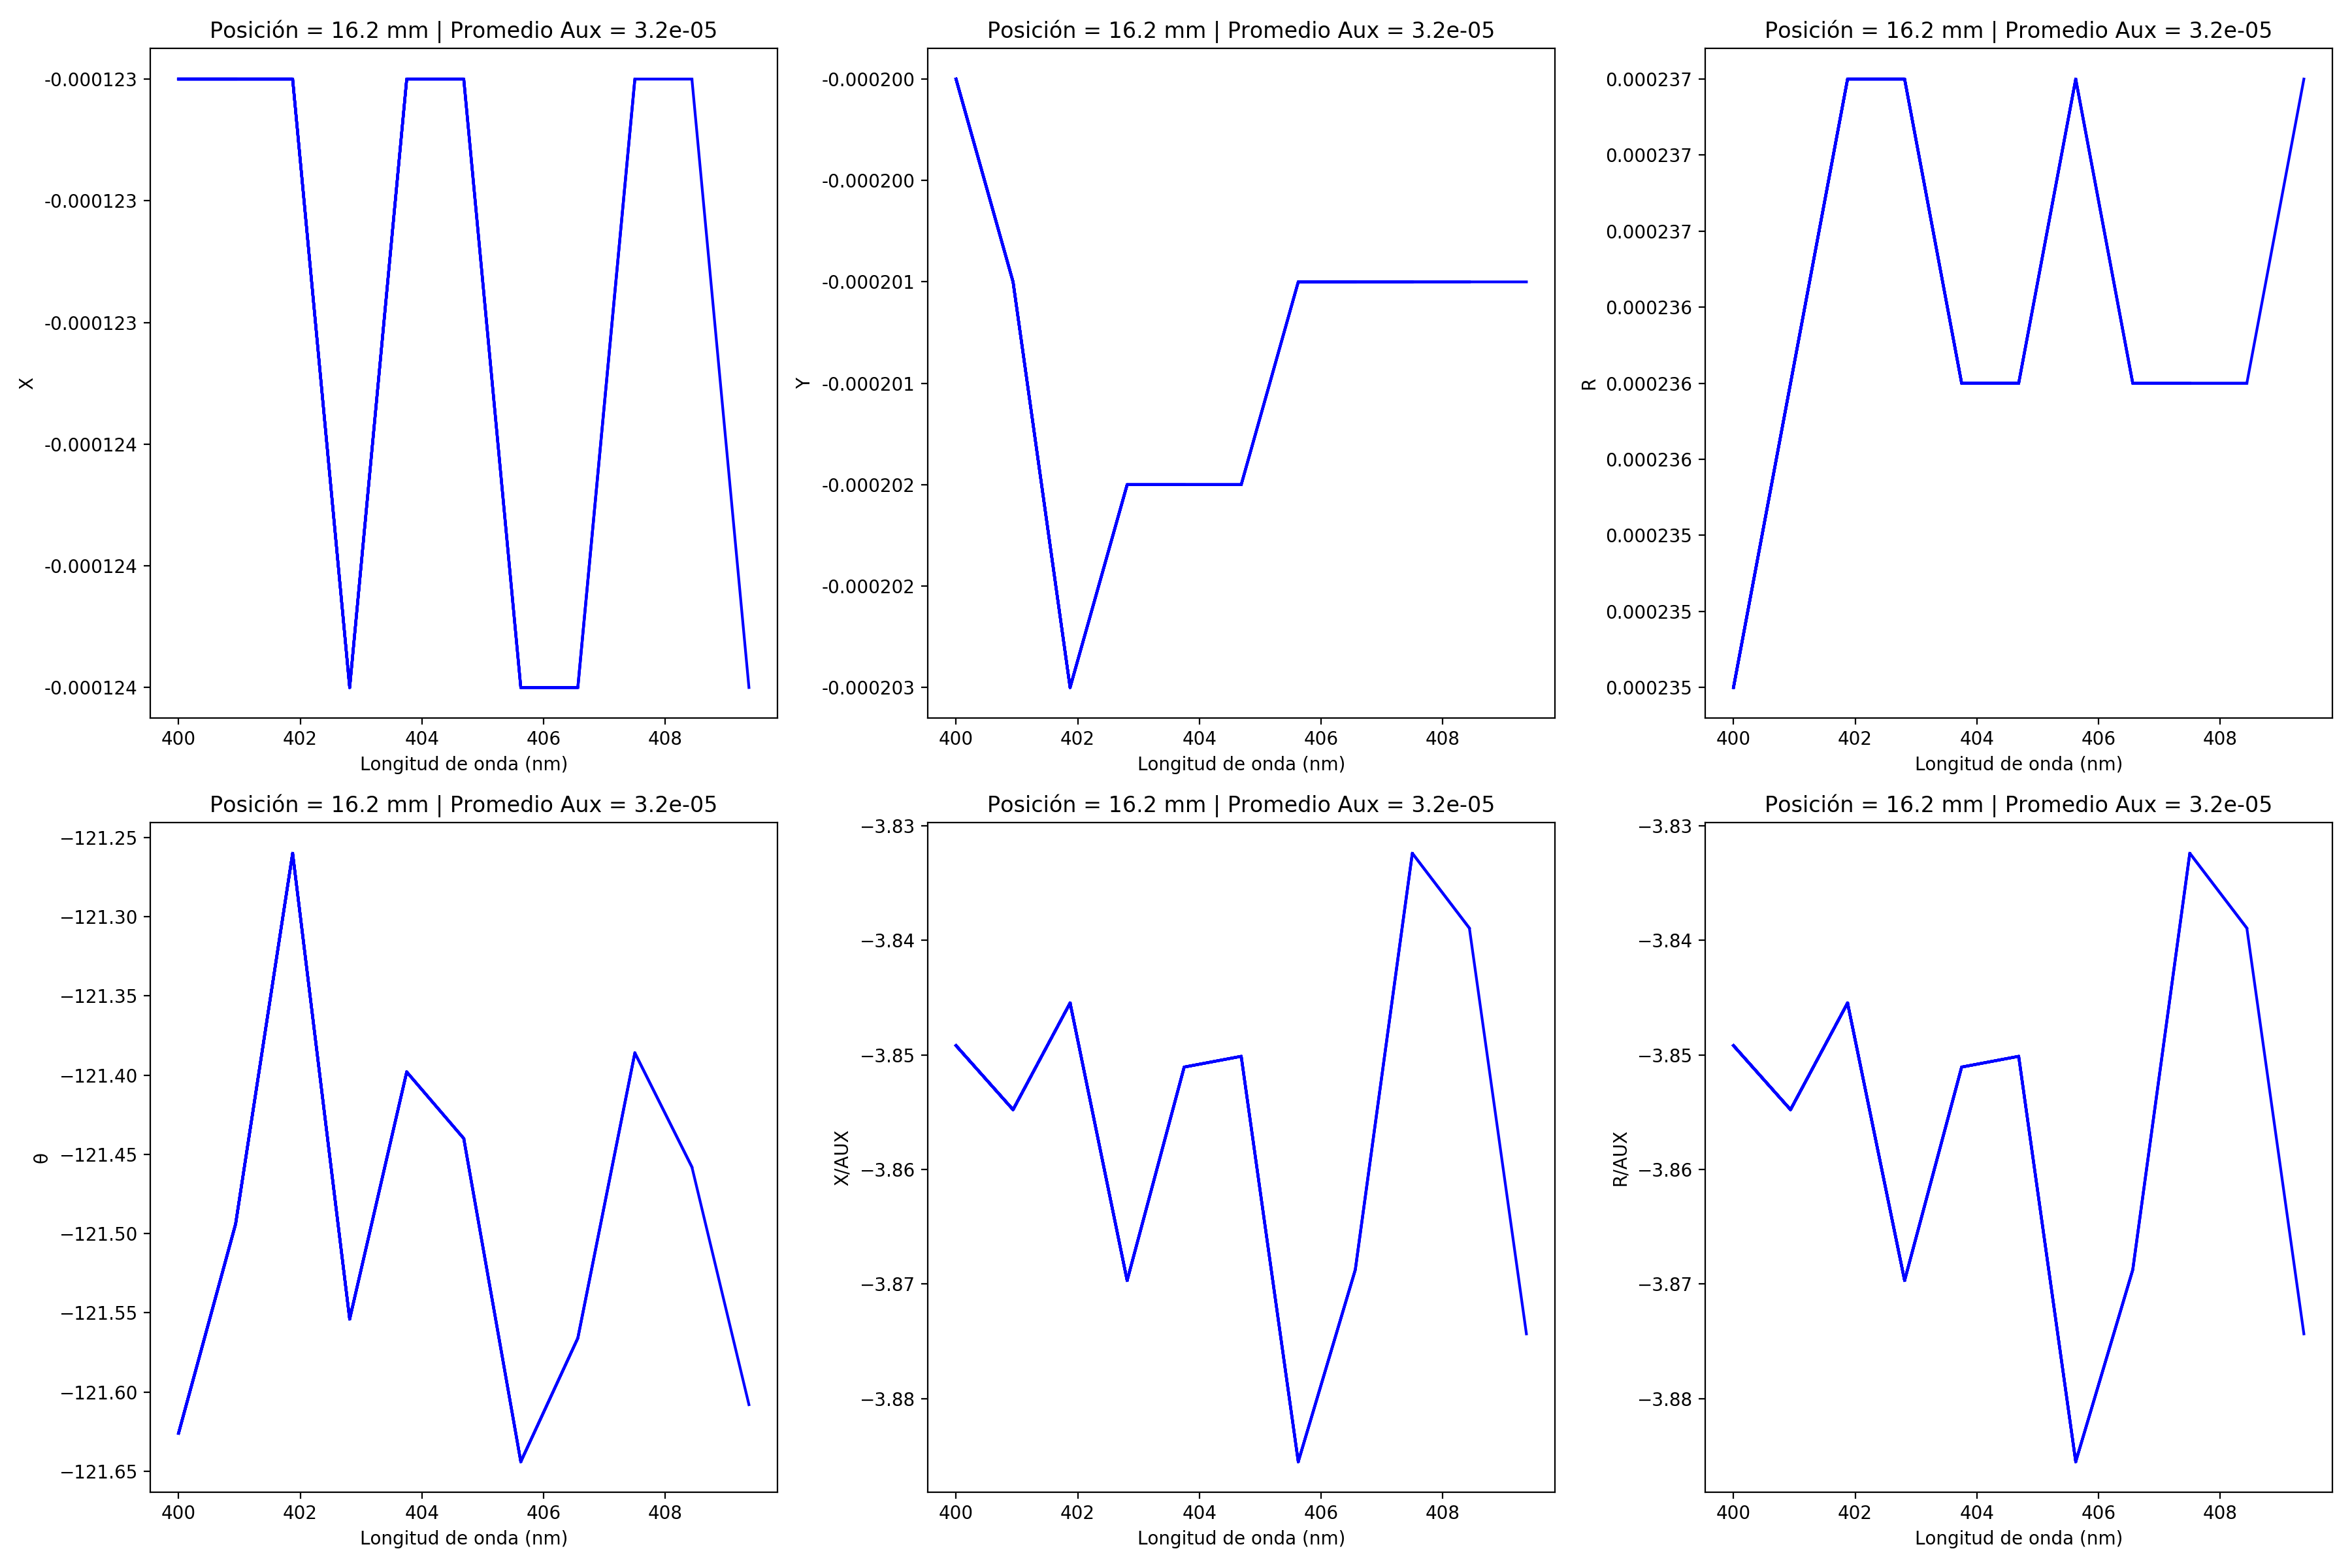 Posición = 16.2 mm | Promedio Aux = 3.2e-05
-0.000123
-0.000123
-0.000123
-0.000124
-0.000124
-0.000124
X
400 402 404 406 408
Longitud de onda (nm)
Posición = 16.2 mm | Promedio Aux = 3.2e-05
-0.000200
-0.000200
-0.000201
-0.000201
-0.000202
-0.000202
-0.000203
Y
400 402 404 406 408
Longitud de onda (nm)
Posición = 16.2 mm | Promedio Aux = 3.2e-05
0.000237
0.000237
0.000237
0.000236
0.000236
0.000236
0.000235
0.000235
0.000235
R
400 402 404 406 408
Longitud de onda (nm)
Posición = 16.2 mm | Promedio Aux = 3.2e-05
−121.25
−121.30
−121.35
−121.40
−121.45
−121.50
−121.55
−121.60
−121.65
θ
400 402 404 406 408
Longitud de onda (nm)
Posición = 16.2 mm | Promedio Aux = 3.2e-05
−3.83
−3.84
−3.85
−3.86
−3.87
−3.88
X/AUX
400 402 404 406 408
Longitud de onda (nm)
Posición = 16.2 mm | Promedio Aux = 3.2e-05
−3.83
−3.84
−3.85
−3.86
−3.87
−3.88
R/AUX
400 402 404 406 408
Longitud de onda (nm)